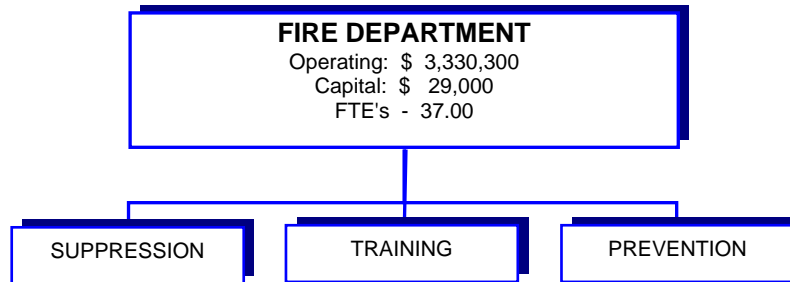 FIRE DEPARTMENT
Operating: $ 3,330,300
Capital: $ 29,000
FTE's - 37.00
SUPPRESSION
TRAINING
PREVENTION